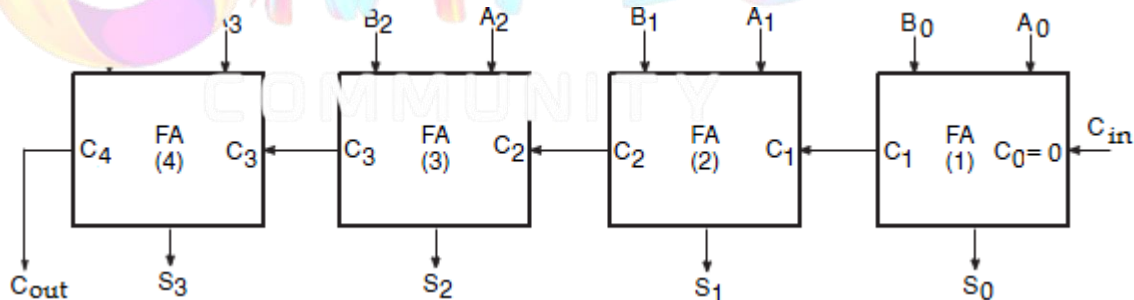 B2 A2 B1 A1 B0 A0
COMMUNITY
C4 FA (4) C3 C3 FA (3) C2 C2 FA (2) C1 C1 FA (1) C0 = 0 Cin
Cout S3 S2 S1 S0